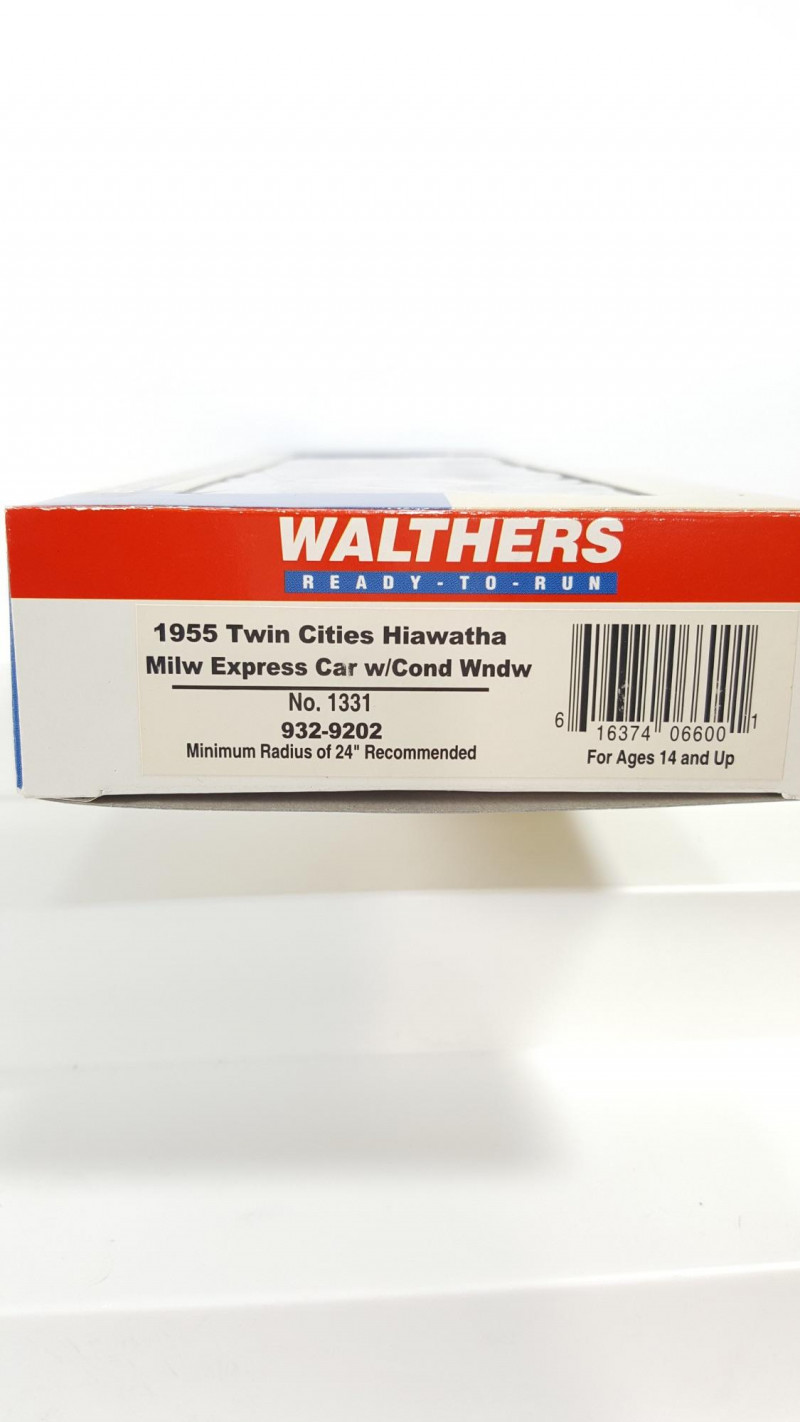 WALTHERS
READY-TO-RUN
1955 Twin Cities Hiawatha
Milw Express Car w/Cond Wndw
No. 1331
932-9202
Minimum Radius of 24" Recommended
6 16374 06600 1
For Ages 14 and Up